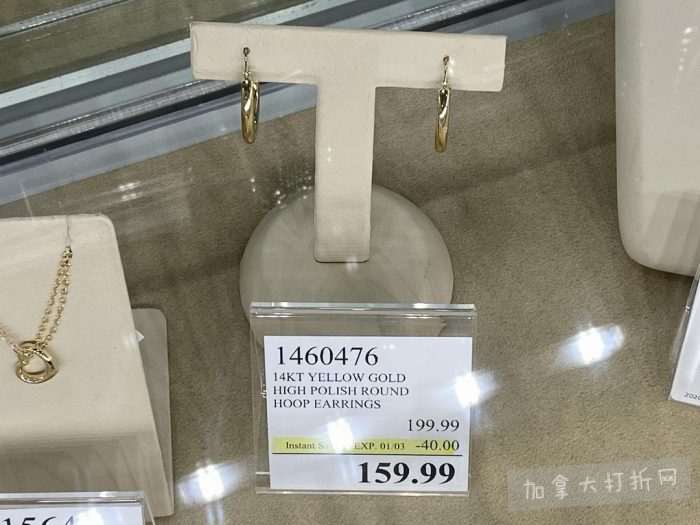 1460476
14KT YELLOW GOLD
HIGH POLISH ROUND
HOOP EARRINGS
199.99
Instant EXP. 01/03 -40.00
159.99
1564
加拿大打折网